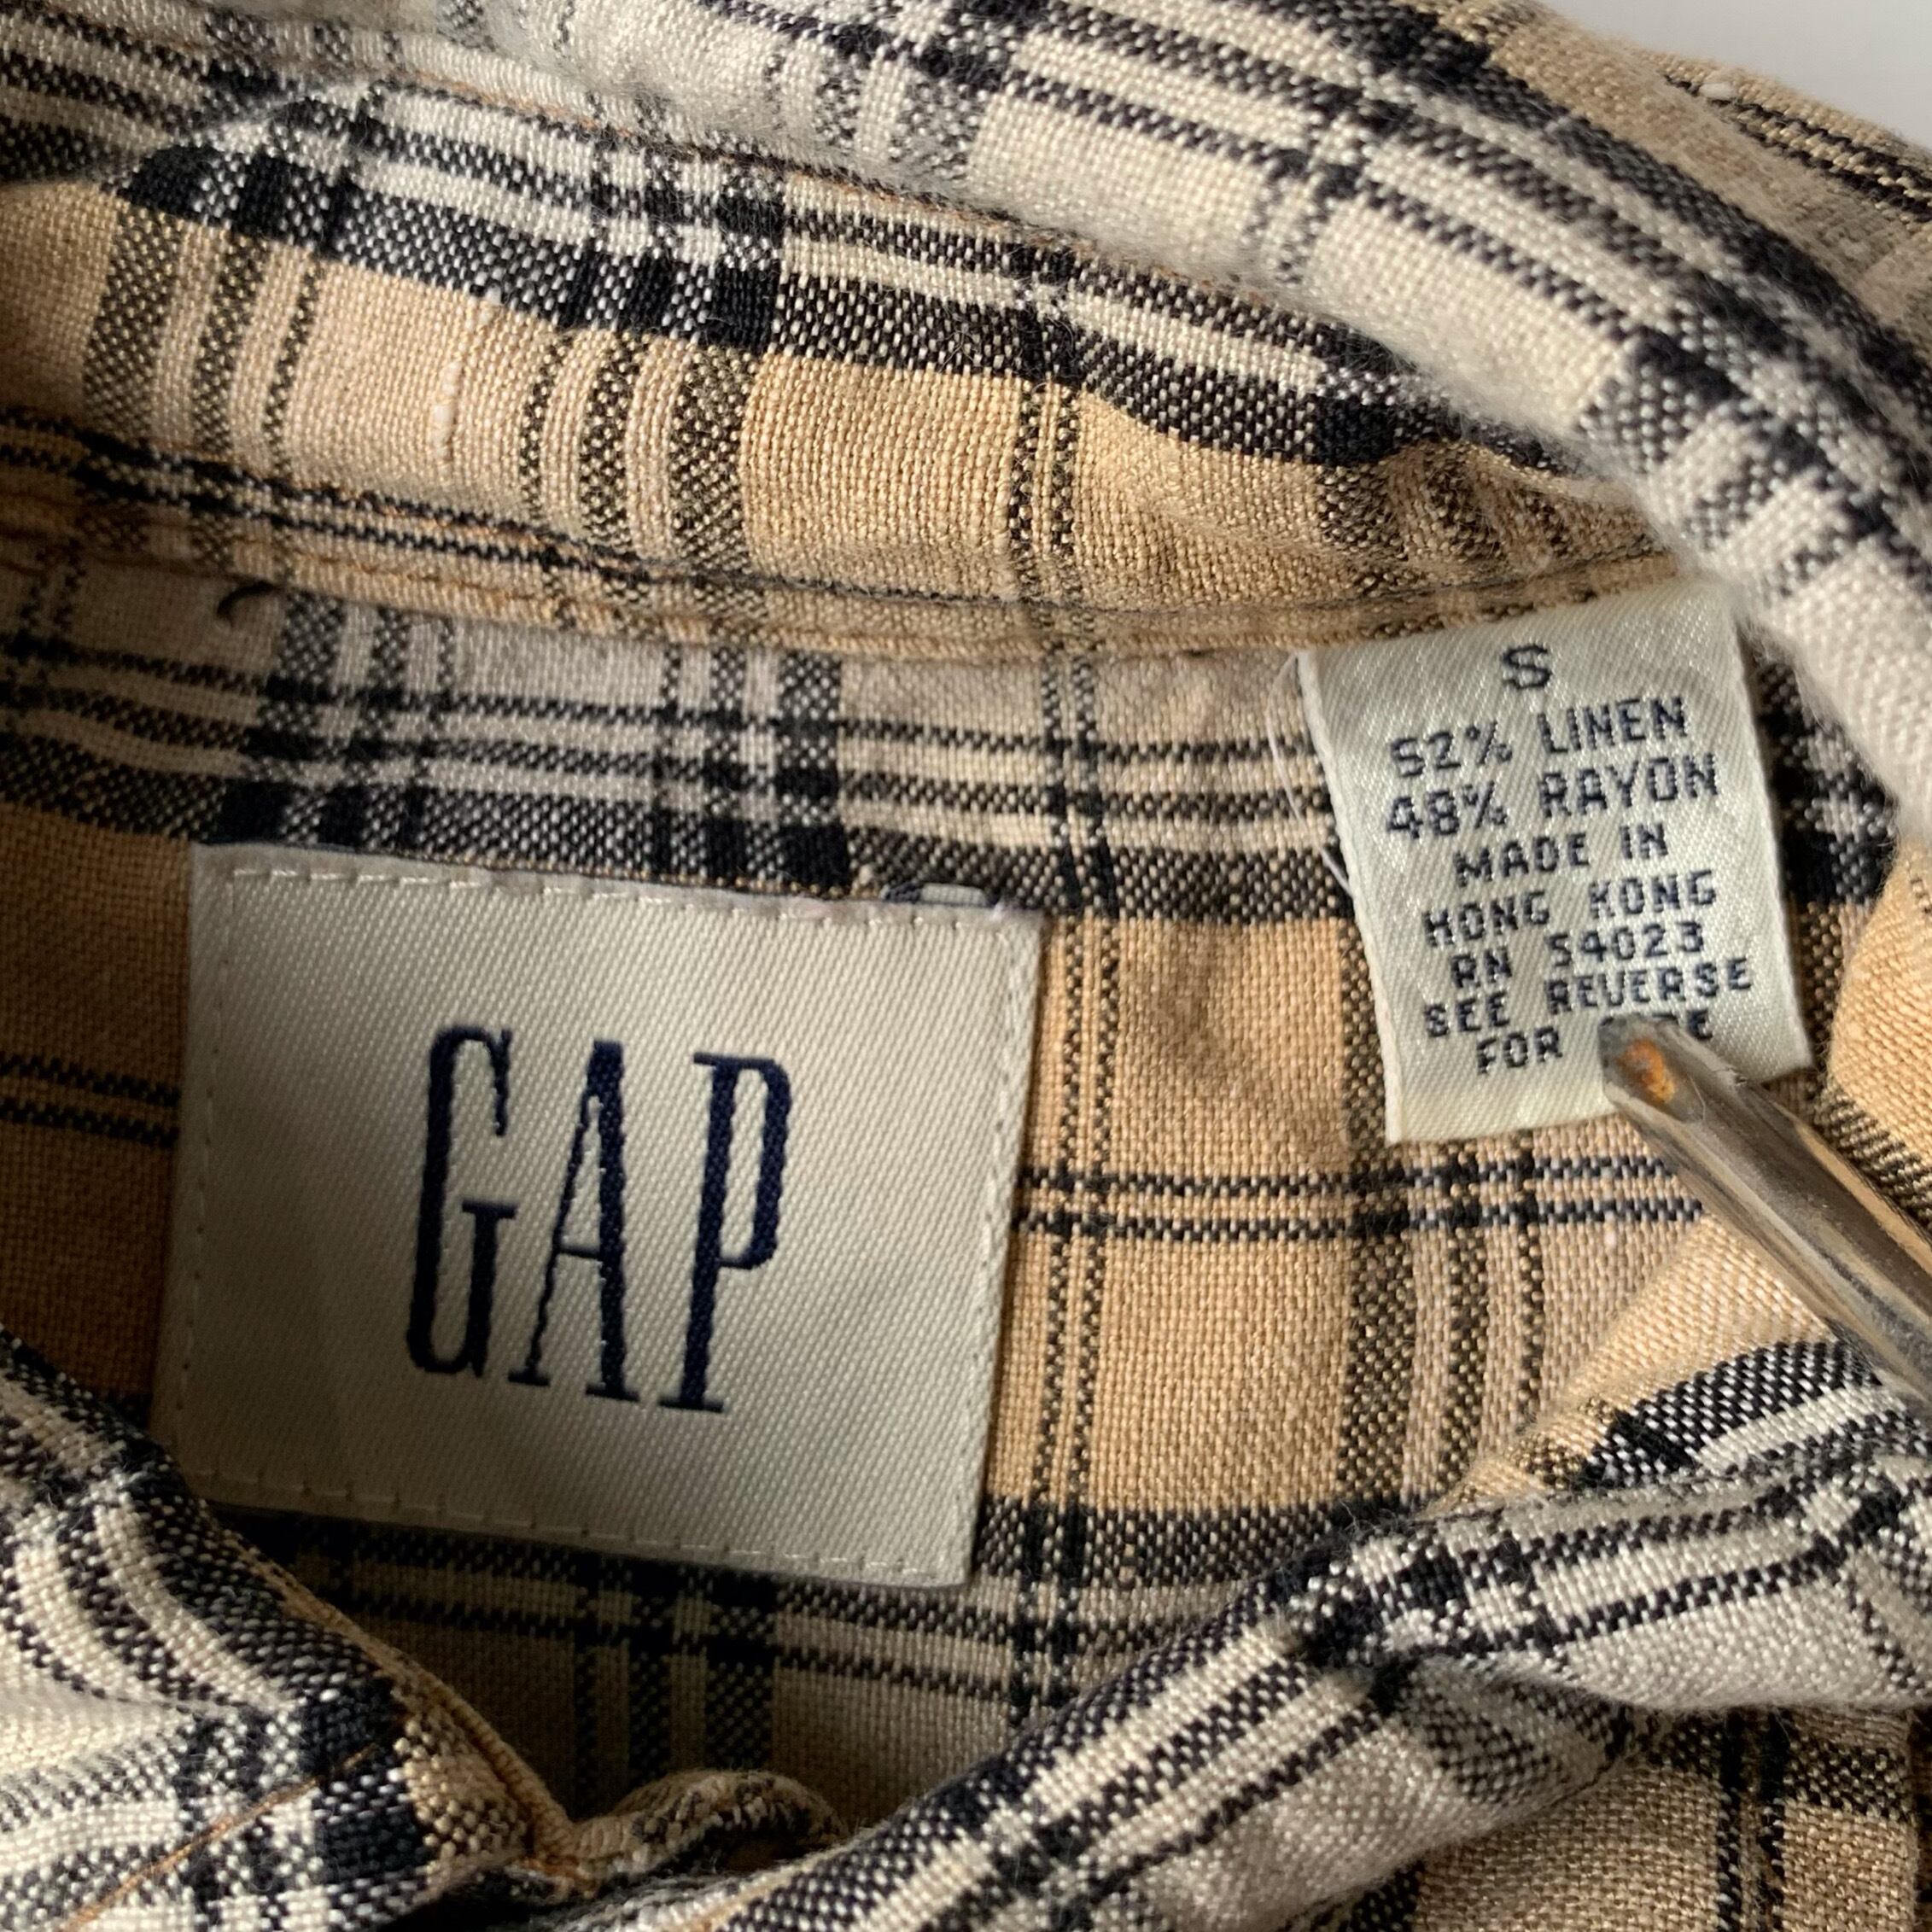 GAP
S
52% LINEN
48% RAYON
MADE IN
HONG KONG
RN 54023
SEE REVERSE
FOR